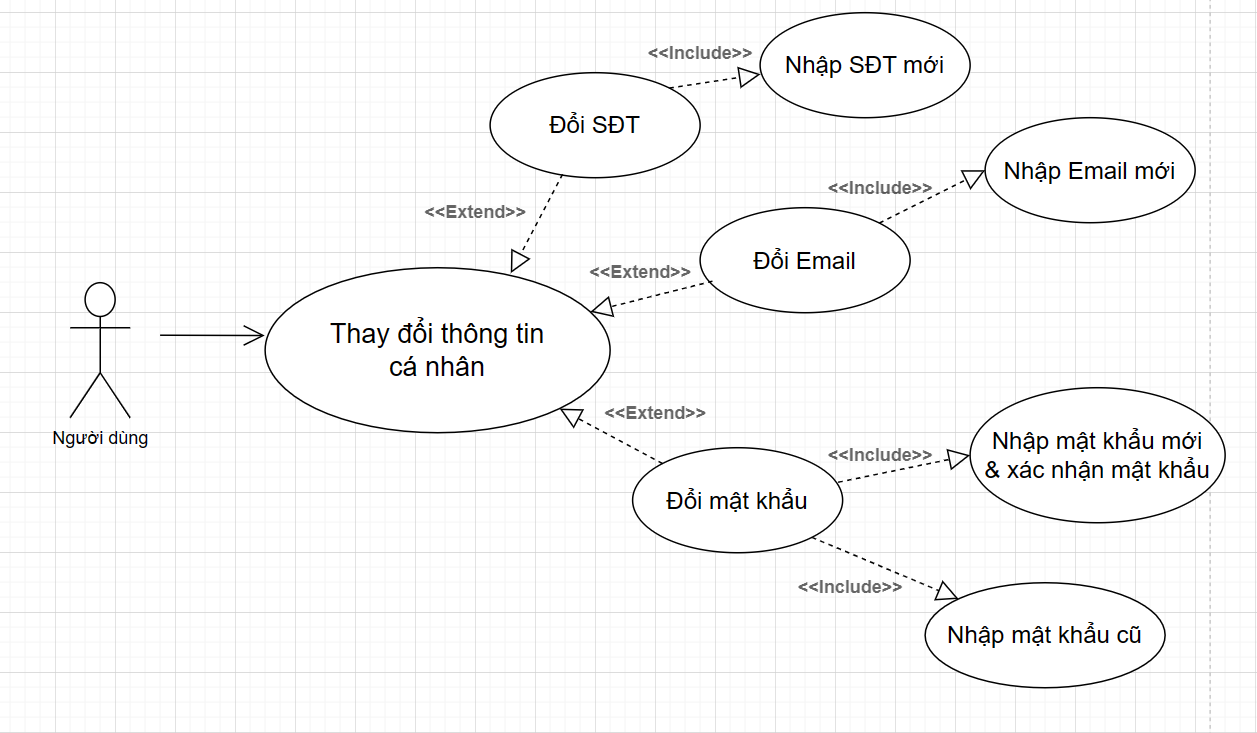 <<Include>>
Nhập SĐT mới
Đổi SĐT
Nhập Email mới
<<Include>>
<<Extend>>
Đổi Email
<<Extend>>
Thay đổi thông tin
cá nhân
Người dùng
<<Extend>>
Nhập mật khẩu mới
& xác nhận mật khẩu
<<Include>>
Đổi mật khẩu
<<Include>>
Nhập mật khẩu cũ